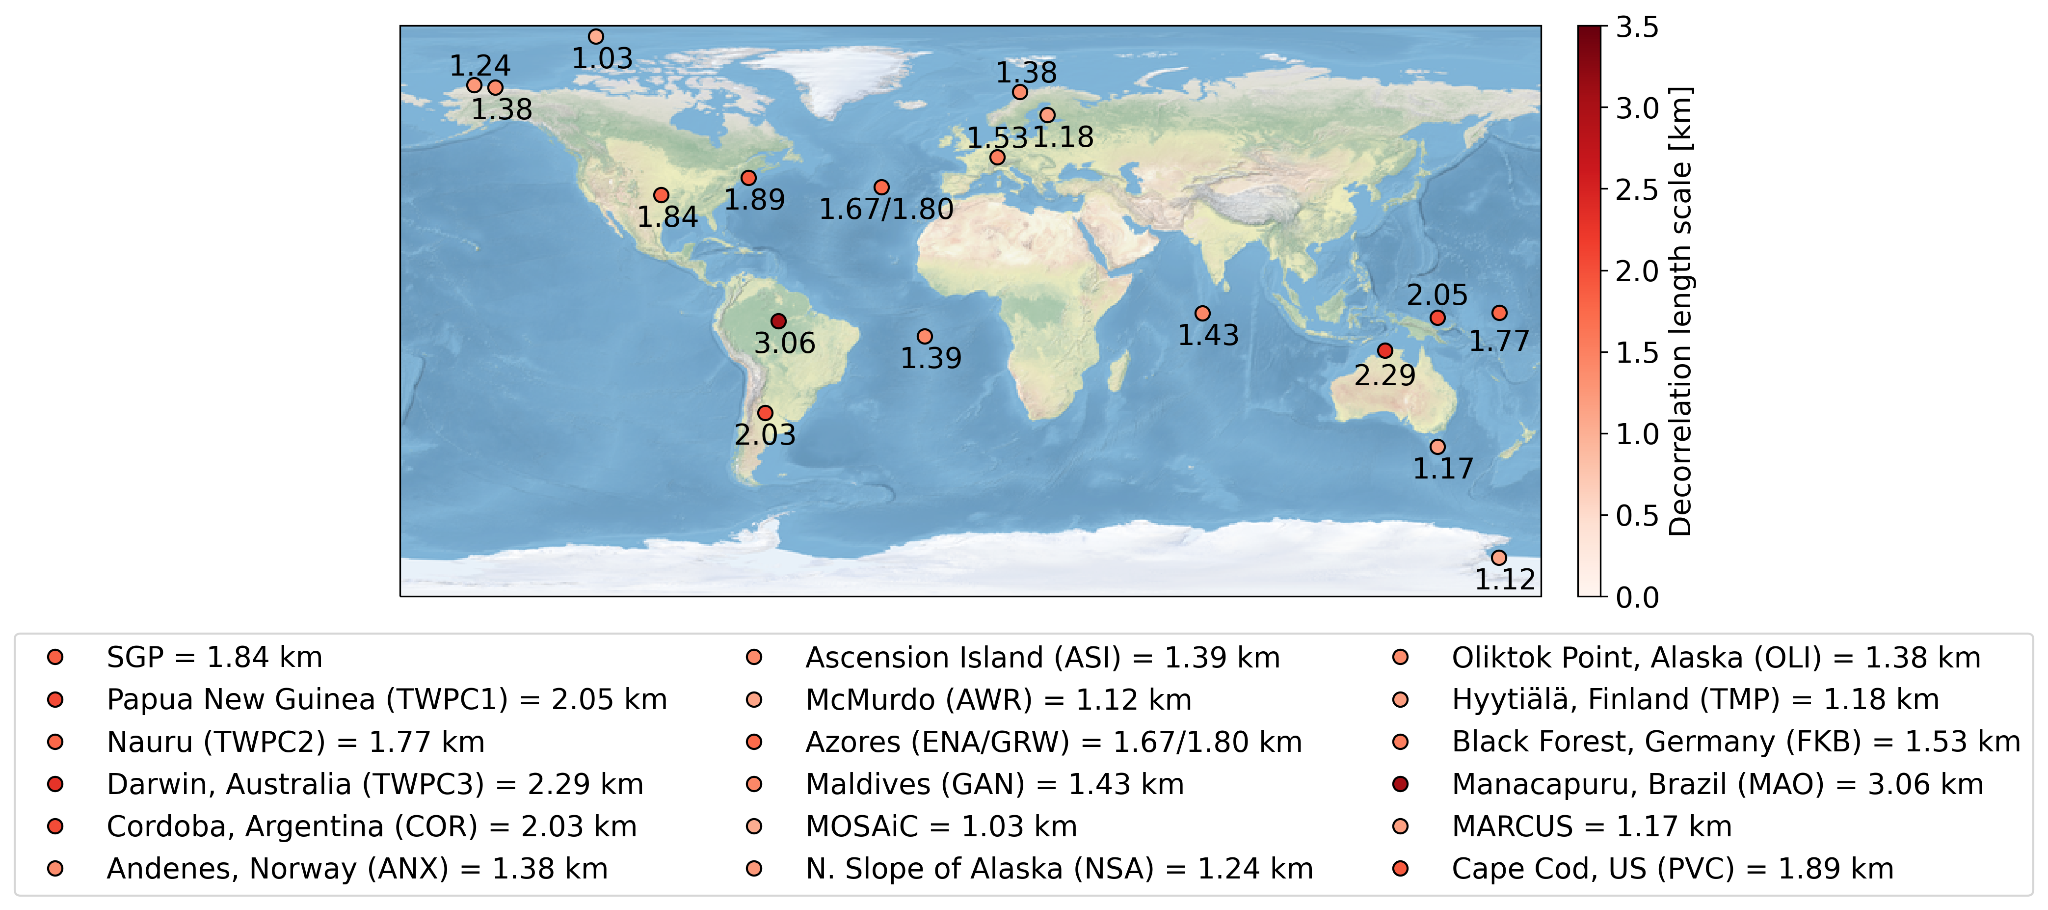 1.03
1.24
1.38
1.38
1.53
1.18
1.84
1.89
1.67/1.80
3.06
1.39
1.43
2.05
1.77
2.29
2.03
1.17
1.12
3.5
3.0
2.5
2.0
1.5
1.0
0.5
0.0
Decorrelation length scale [km]
SGP = 1.84 km
Papua New Guinea (TWPC1) = 2.05 km
Nauru (TWPC2) = 1.77 km
Darwin, Australia (TWPC3) = 2.29 km
Cordoba, Argentina (COR) = 2.03 km
Andenes, Norway (ANX) = 1.38 km
Ascension Island (ASI) = 1.39 km
McMurdo (AWR) = 1.12 km
Azores (ENA/GRW) = 1.67/1.80 km
Maldives (GAN) = 1.43 km
MOSAiC = 1.03 km
N. Slope of Alaska (NSA) = 1.24 km
Oliktok Point, Alaska (OLI) = 1.38 km
Hyytiälä, Finland (TMP) = 1.18 km
Black Forest, Germany (FKB) = 1.53 km
Manacapuru, Brazil (MAO) = 3.06 km
MARCUS = 1.17 km
Cape Cod, US (PVC) = 1.89 km